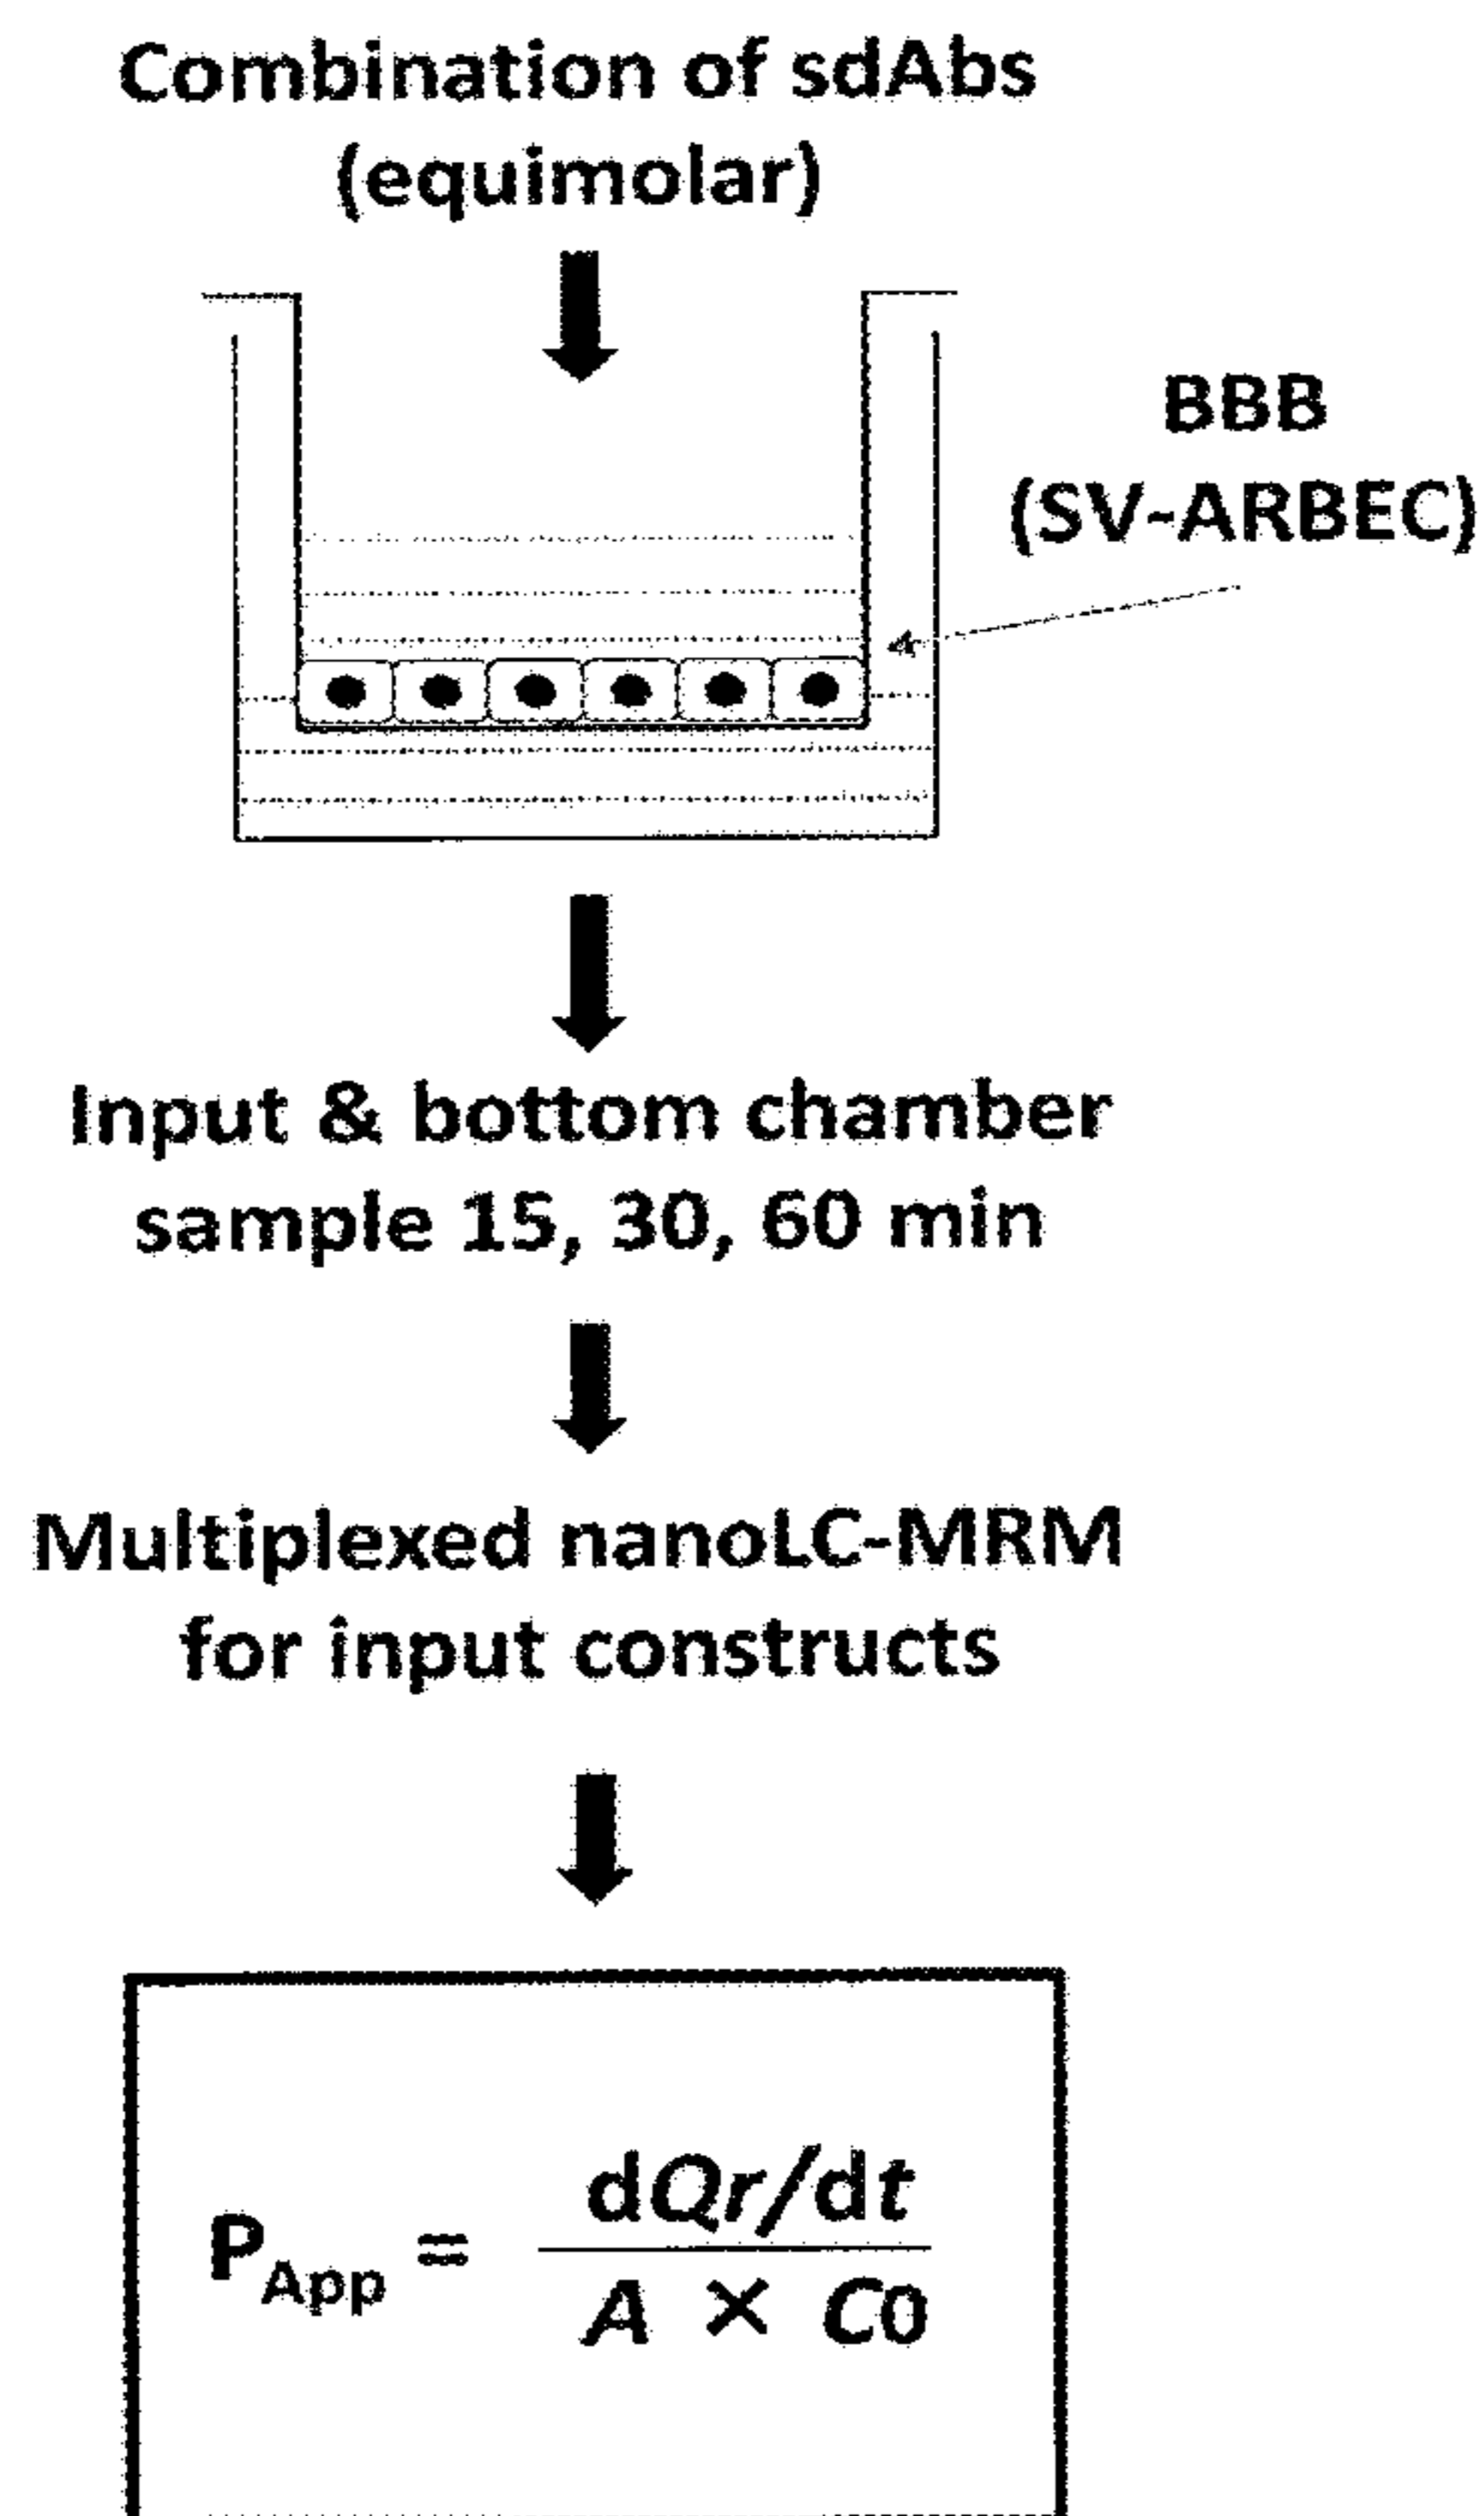 Combination of sdAbs
(equimolar)
BBB
(SV-ARBEC)
Input & bottom chamber
sample 15, 30, 60 min
Multiplexed nanoLC-MRM
for input constructs
P_App = dQr/dt
A × C0